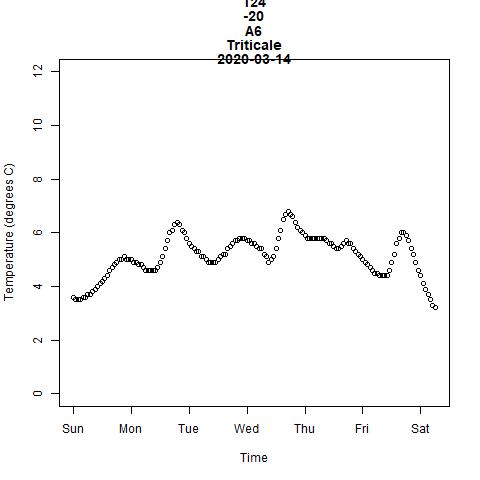 124
-20
A6
Triticale
2020-03-14
12
10
8
6
4
2
0
Temperature (degrees C)
Sun Mon Tue Wed Thu Fri Sat
Time